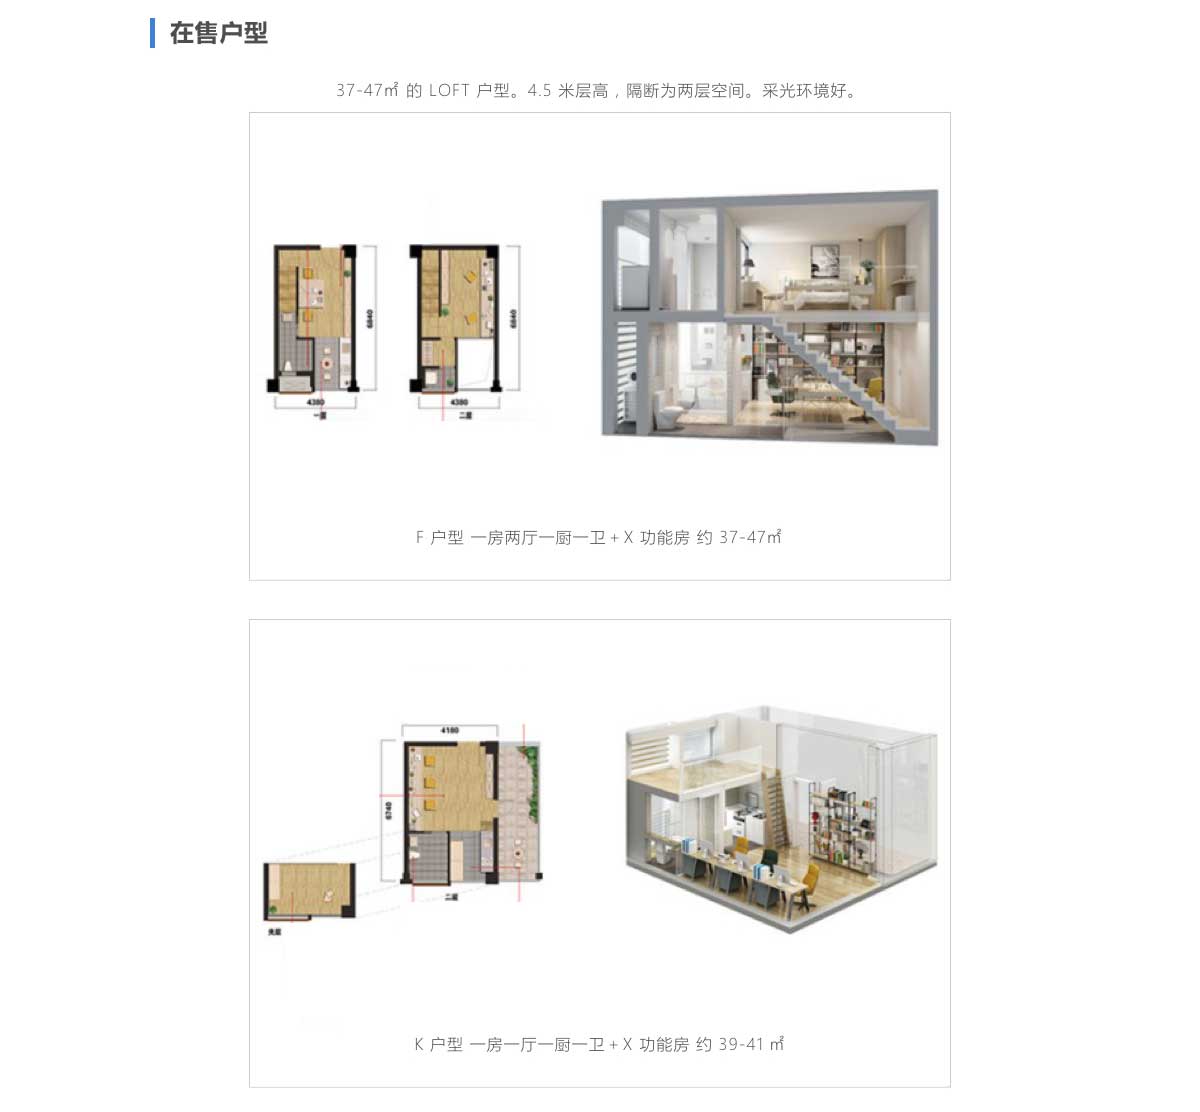 在售户型
37-47㎡ 的 LOFT 户型。4.5 米层高，隔断为两层空间。采光环境好。
6840
6840
4380
4380
一层
二层
F 户型 一房两厅一厨一卫＋X 功能房 约 37-47㎡
4180
6740
二层
夹层
K 户型 一房一厅一厨一卫＋X 功能房 约 39-41 ㎡